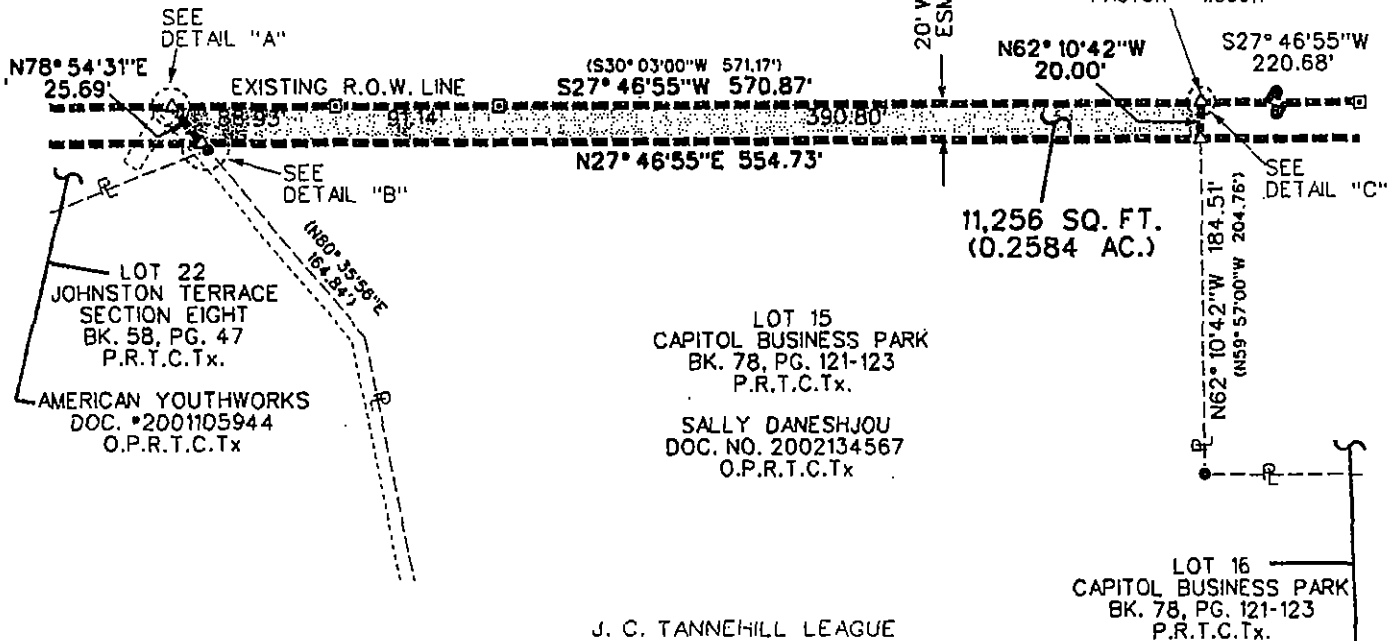 SEE
DETAIL "A"
N78° 54'31"E
25.69'
EXISTING R.O.W. LINE
(S30° 03'00"W 571.17')
S27° 46'55"W 570.87'
20' W
ESM
N62° 10'42"W
20.00'
S27° 46'55"W
220.68'
88.93'
91.14'
390.80'
N27° 46'55"E 554.73'
SEE
DETAIL "B"
SEE
DETAIL "C"
11,256 SQ. FT.
(0.2584 AC.)
(N80° 35'56"E
164.84')
N62° 10'42"W 184.51'
(N59° 57'00"W 204.76')
LOT 22
JOHNSTON TERRACE
SECTION EIGHT
BK. 58, PG. 47
P.R.T.C.Tx.
AMERICAN YOUTHWORKS
DOC. #2001105944
O.P.R.T.C.Tx
LOT 15
CAPITOL BUSINESS PARK
BK. 78, PG. 121-123
P.R.T.C.Tx.
SALLY DANESHJOU
DOC. NO. 2002134567
O.P.R.T.C.Tx
LOT 16
CAPITOL BUSINESS PARK
BK. 78, PG. 121-123
P.R.T.C.Tx.
J. C. TANNEHILL LEAGUE